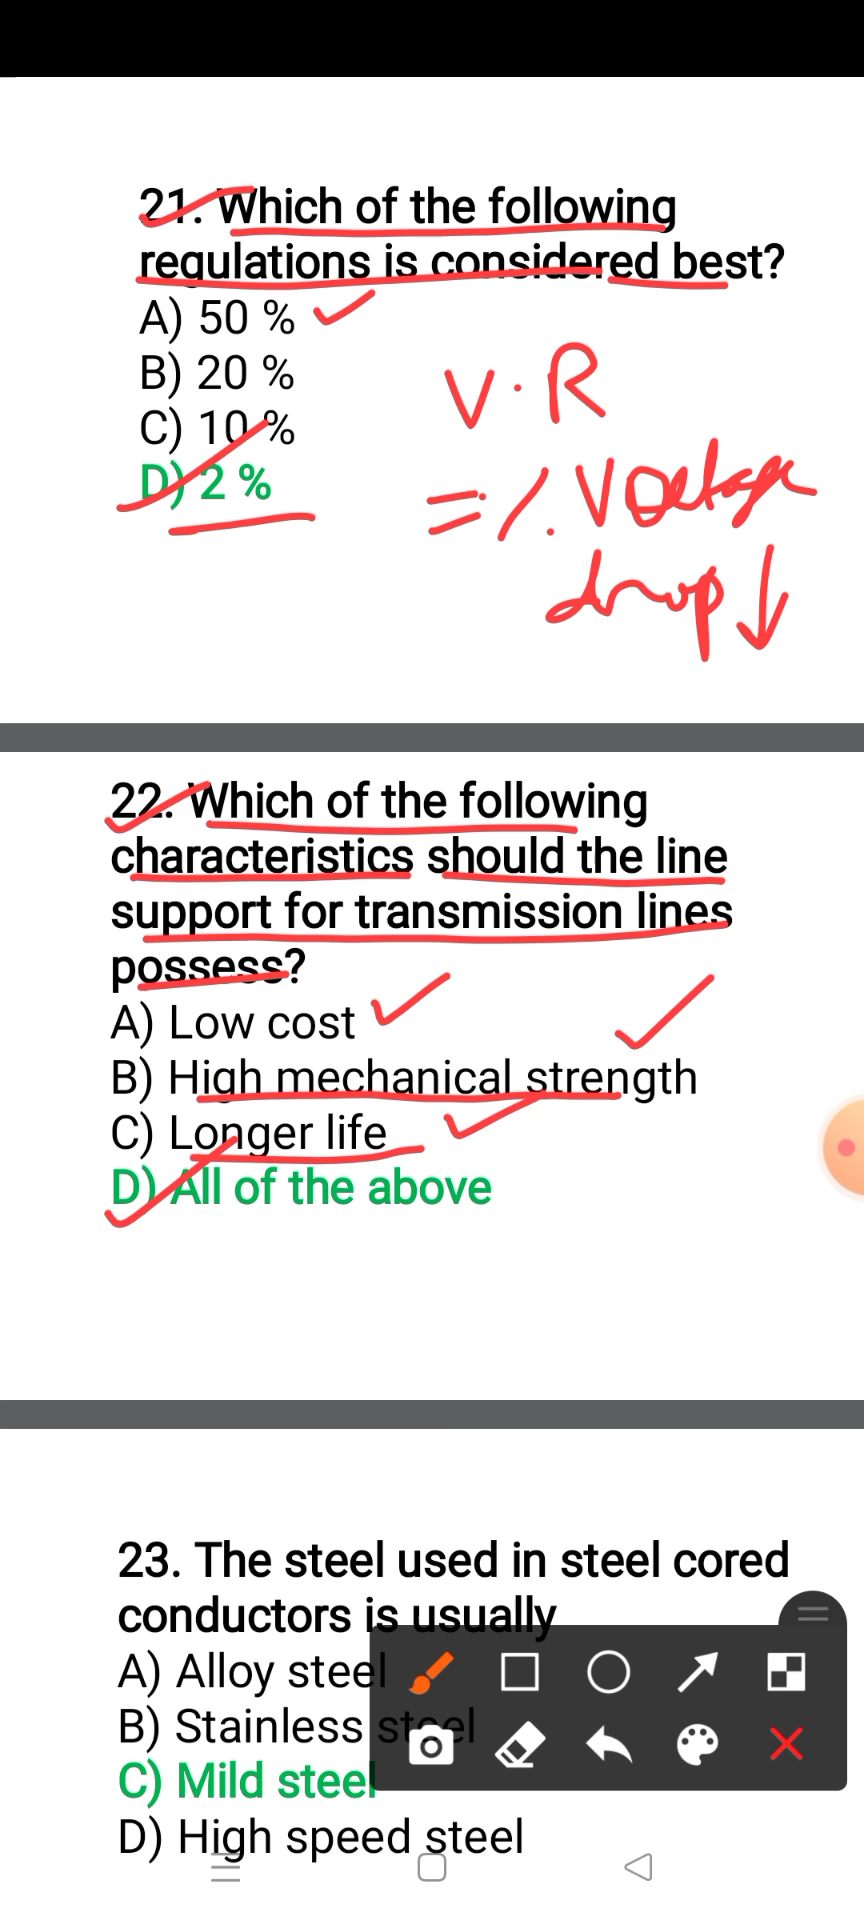 21. Which of the following
regulations is considered best?
A) 50 %
B) 20 %
C) 10 %
D) 2 %
V.R
= %. Voltage
drop ↓
22. Which of the following
characteristics should the line
support for transmission lines
possess?
A) Low cost
B) High mechanical strength
C) Longer life
D) All of the above
23. The steel used in steel cored
conductors is usually
A) Alloy steel
B) Stainless steel
C) Mild steel
D) High speed steel